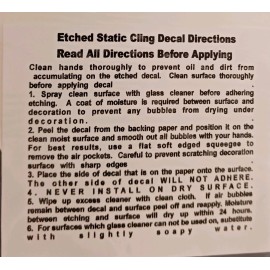 Etched Static Cling Decal Directions
Read All Directions Before Applying
Clean hands thoroughly to prevent oil and dirt from
accumulating on the etched decal. Clean surface thoroughly
before applying decal
1. Spray clean surface with glass cleaner before adhering
etching. A coat of moisture is required between surface and
decoration to prevent any bubbles from drying under
decoration.
2. Peel the decal from the backing paper and position it on the
clean moist surface and smooth out all bubbles with your hands.
For best results, use a flat soft edged squeegee to
remove the air pockets. Careful to prevent scratching decoration
surface with sharp edges
3. Place the side of decal that is on the paper onto the surface.
The other side of decal WILL NOT ADHERE.
4. NEVER INSTALL ON DRY SURFACE.
5. Wipe up excess cleaner with clean cloth. If air bubbles
remain between decal and surface peel off and reapply. Moisture
between etching and surface will dry up within 24 hours.
6. For surfaces which glass cleaner can not be used on, substitute
with slightly soapy water.